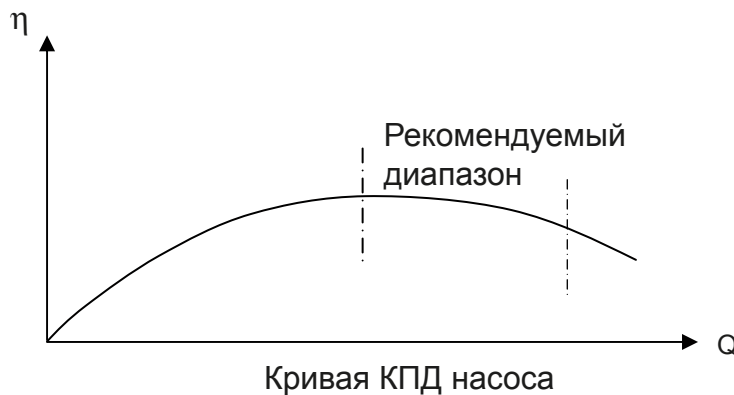 η
Рекомендуемый
диапазон
Q
Кривая КПД насоса